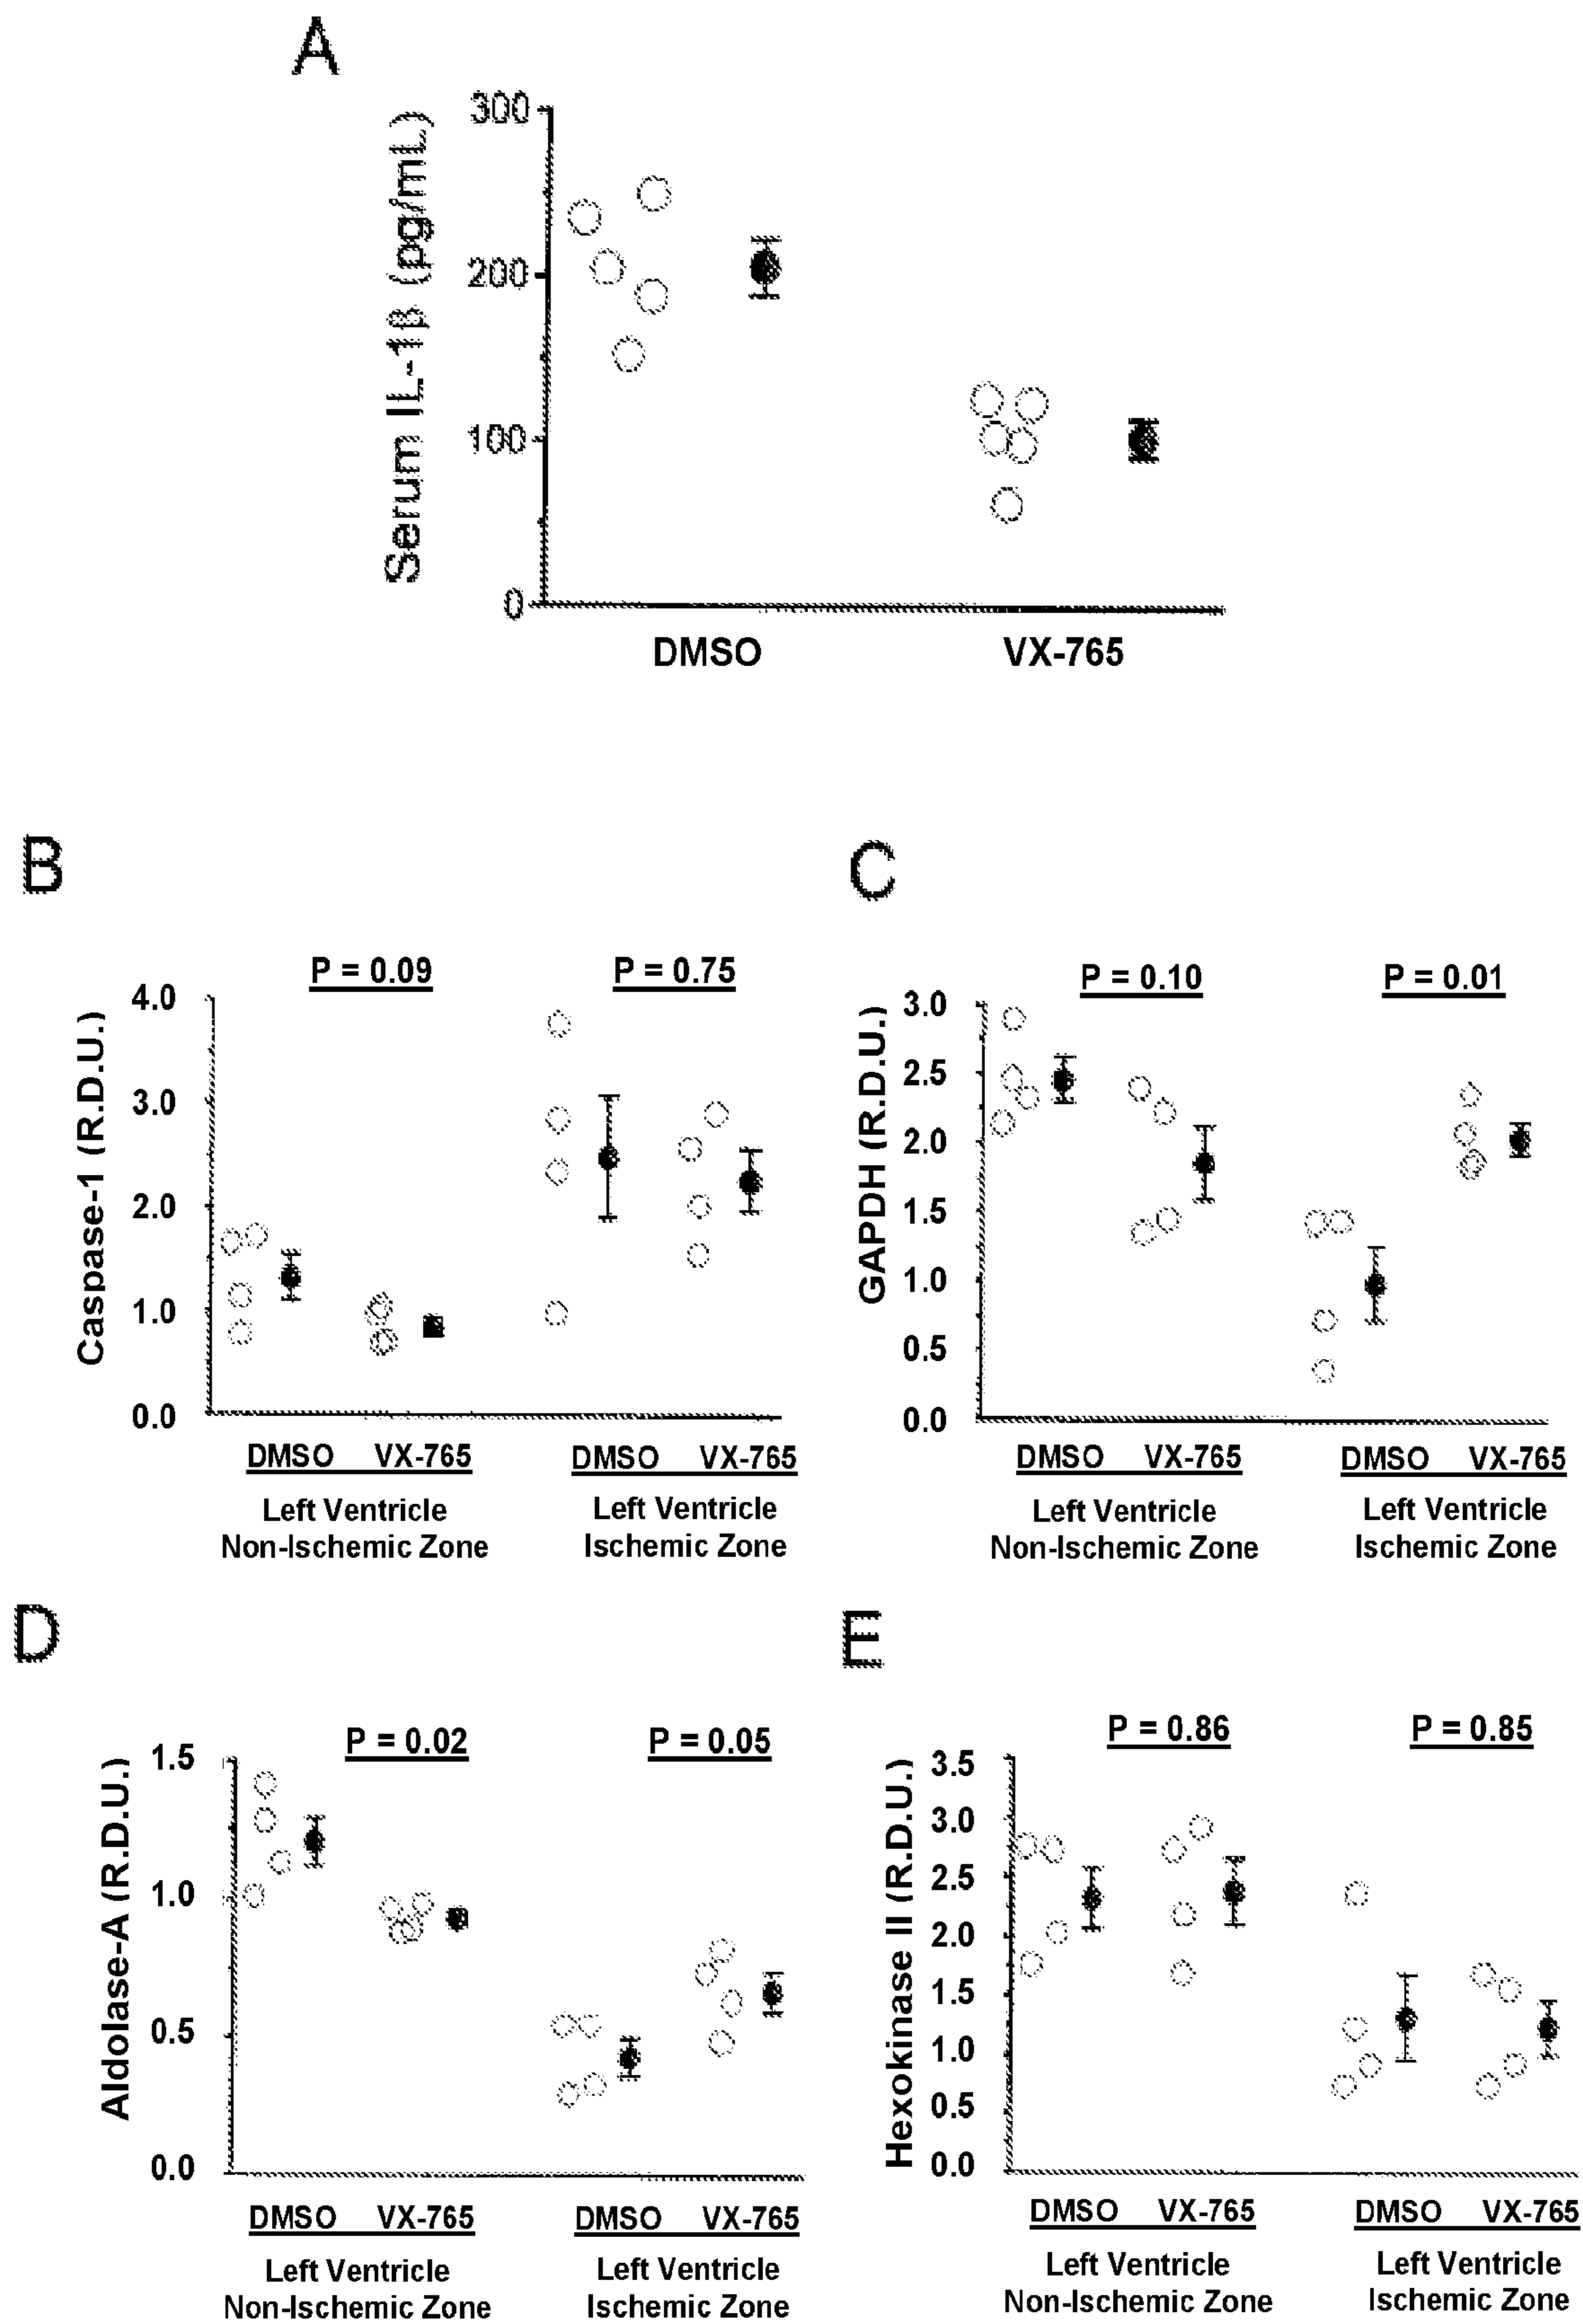 A
Serum IL-1β (pg/mL)
300
200
100
0
DMSO VX-765
B
P = 0.09 P = 0.75
Caspase-1 (R.D.U.)
4.0
3.0
2.0
1.0
0.0
DMSO VX-765 DMSO VX-765
Left Ventricle Left Ventricle
Non-Ischemic Zone Ischemic Zone
C
P = 0.10 P = 0.01
GAPDH (R.D.U.)
3.0
2.5
2.0
1.5
1.0
0.5
0.0
DMSO VX-765 DMSO VX-765
Left Ventricle Left Ventricle
Non-Ischemic Zone Ischemic Zone
D
P = 0.02 P = 0.05
Aldolase-A (R.D.U.)
1.5
1.0
0.5
0.0
DMSO VX-765 DMSO VX-765
Left Ventricle Left Ventricle
Non-Ischemic Zone Ischemic Zone
E
P = 0.86 P = 0.85
Hexokinase II (R.D.U.)
3.5
3.0
2.5
2.0
1.5
1.0
0.5
0.0
DMSO VX-765 DMSO VX-765
Left Ventricle Left Ventricle
Non-Ischemic Zone Ischemic Zone